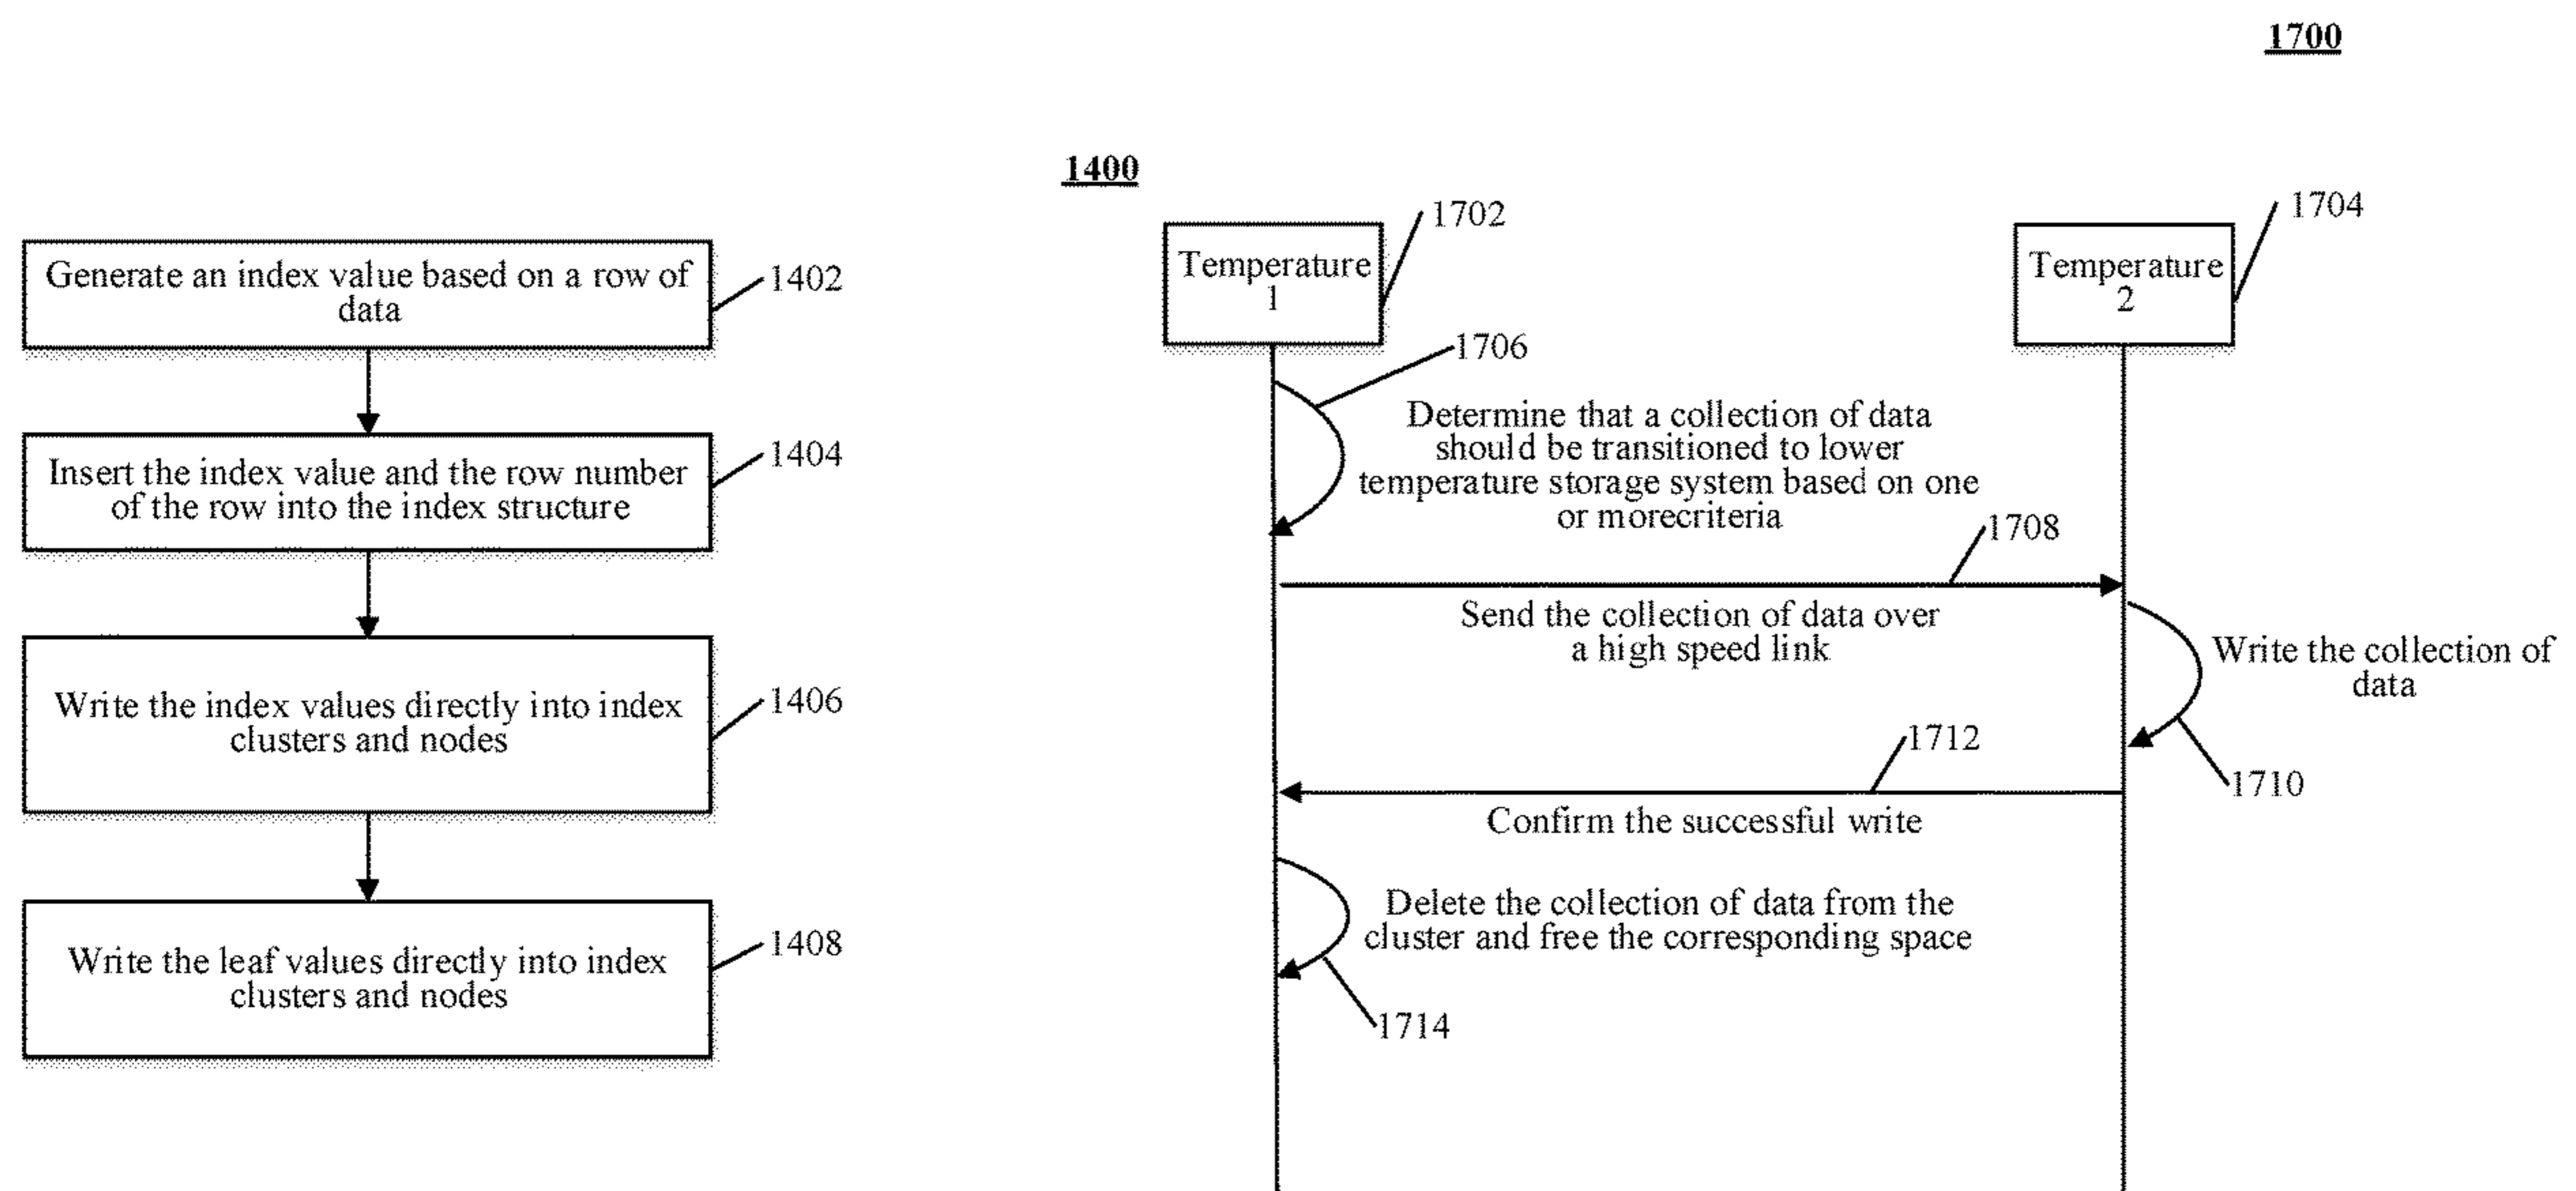 1400
Generate an index value based on a row of
data
1402
Insert the index value and the row number
of the row into the index structure
1404
Write the index values directly into index
clusters and nodes
1406
Write the leaf values directly into index
clusters and nodes
1408
1700
Temperature
1
1702
Temperature
2
1704
1706
Determine that a collection of data
should be transitioned to lower
temperature storage system based on one
or morecriteria
1708
Send the collection of data over
a high speed link
Write the collection of
data
1710
1712
Confirm the successful write
Delete the collection of data from the
cluster and free the corresponding space
1714